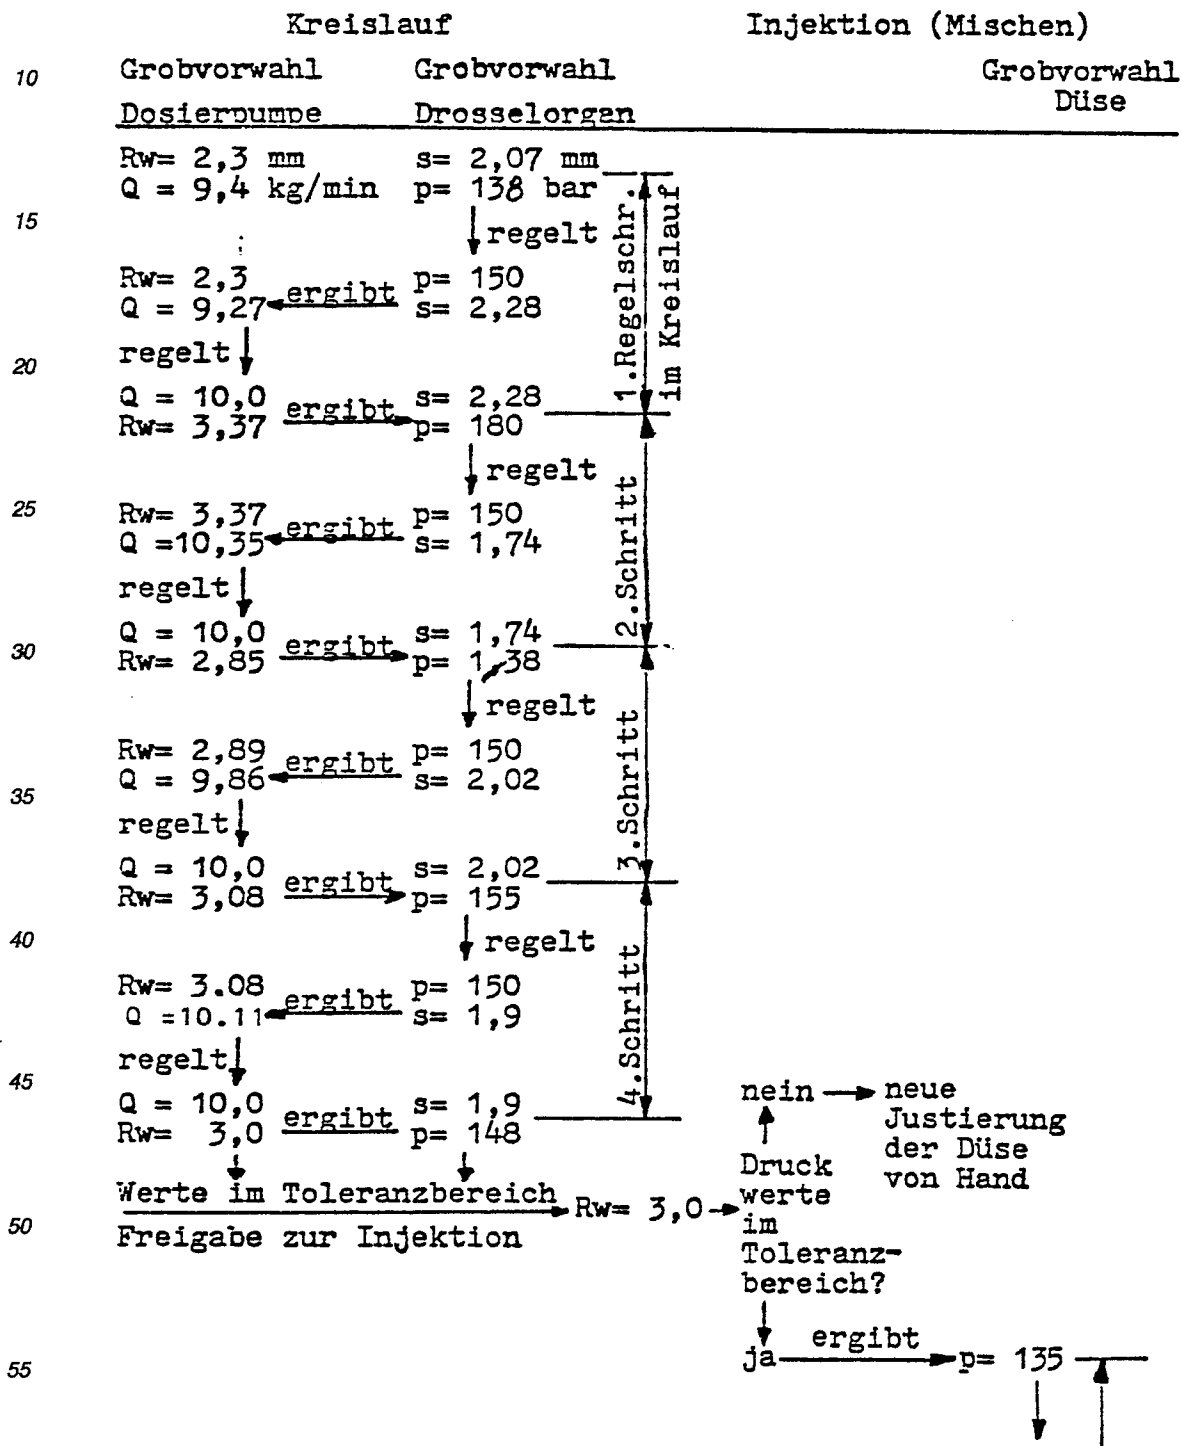 Kreislauf Injektion (Mischen)
10 Grobvorwahl Grobvorwahl Grobvorwahl
Düse
Dosierpumpe Drosselorgan
Rw= 2,3 mm s= 2,07 mm
Q = 9,4 kg/min p= 138 bar
15 regelt
1.Regelschr.
im Kreislauf
Rw= 2,3 p= 150
ergibt
Q = 9,27 s= 2,28
regelt
20
Q = 10,0 s= 2,28
ergibt
Rw= 3,37 p= 180
regelt
2.Schritt
25 Rw= 3,37 p= 150
ergibt
Q =10,35 s= 1,74
regelt
Q = 10,0 s= 1,74
30 ergibt
Rw= 2,85 p= 1,38
regelt
3.Schritt
Rw= 2,89 p= 150
ergibt
Q = 9,86 s= 2,02
35
regelt
Q = 10,0 s= 2,02
ergibt
Rw= 3,08 p= 155
40 regelt
4.Schritt
Rw= 3.08 p= 150
ergibt
Q =10.11 s= 1,9
regelt
45
Q = 10,0 s= 1,9
ergibt
Rw= 3,0 p= 148
nein neue
Justierung
der Düse
von Hand
Werte im Toleranzbereich
Rw= 3,0
50 Freigabe zur Injektion
Druck
werte
im
Toleranz-
bereich?
ergibt
55 ja p= 135